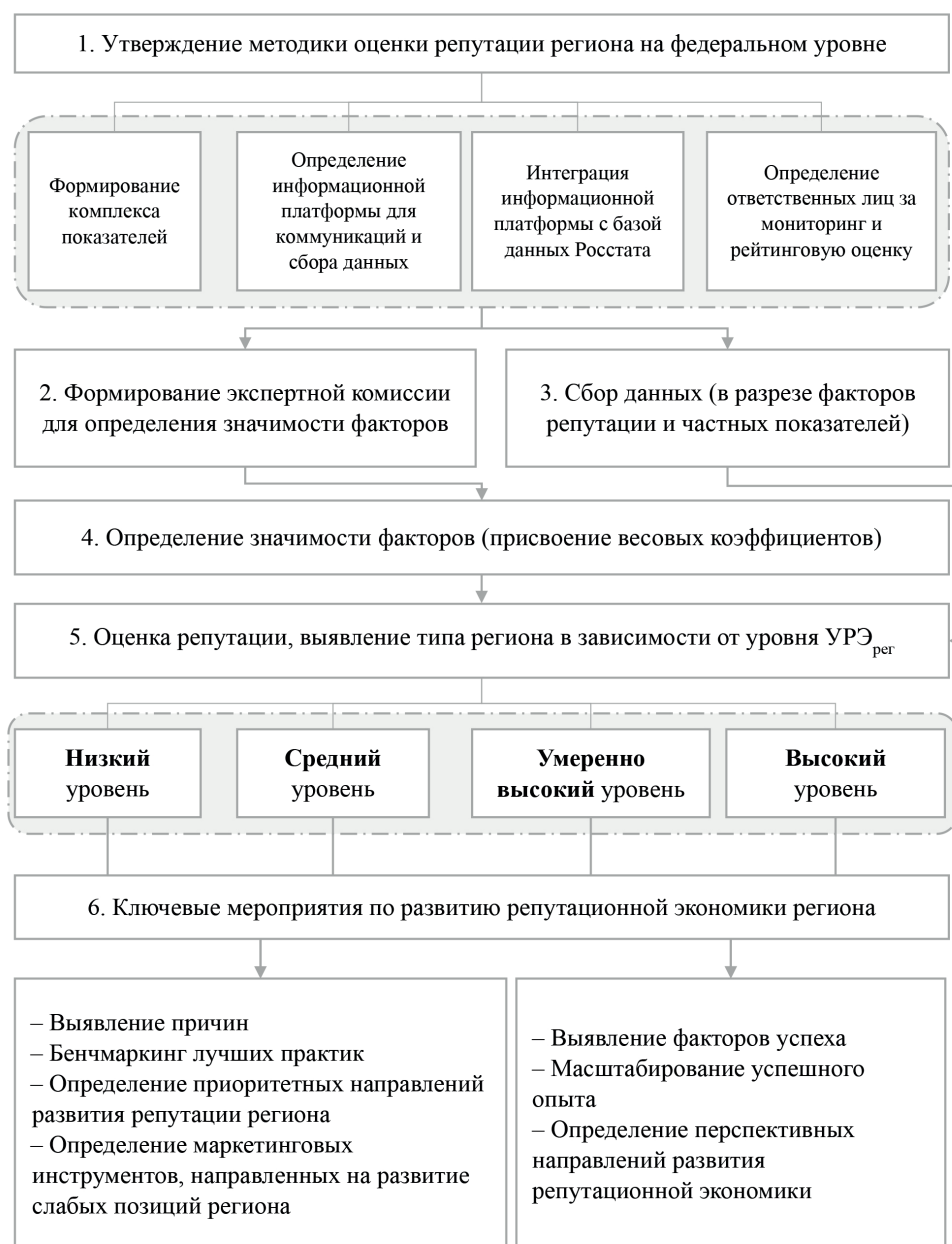 1. Утверждение методики оценки репутации региона на федеральном уровне
Формирование
комплекса
показателей
Определение
информационной
платформы для
коммуникаций и
сбора данных
Интеграция
информационной
платформы с базой
данных Росстата
Определение
ответственных лиц за
мониторинг и
рейтинговую оценку
2. Формирование экспертной комиссии
для определения значимости факторов
3. Сбор данных (в разрезе факторов
репутации и частных показателей)
4. Определение значимости факторов (присвоение весовых коэффициентов)
5. Оценка репутации, выявление типа региона в зависимости от уровня УРЭрег
Низкий
уровень
Средний
уровень
Умеренно
высокий уровень
Высокий
уровень
6. Ключевые мероприятия по развитию репутационной экономики региона
– Выявление причин
– Бенчмаркинг лучших практик
– Определение приоритетных направлений
развития репутации региона
– Определение маркетинговых
инструментов, направленных на развитие
слабых позиций региона
– Выявление факторов успеха
– Масштабирование успешного
опыта
– Определение перспективных
направлений развития
репутационной экономики